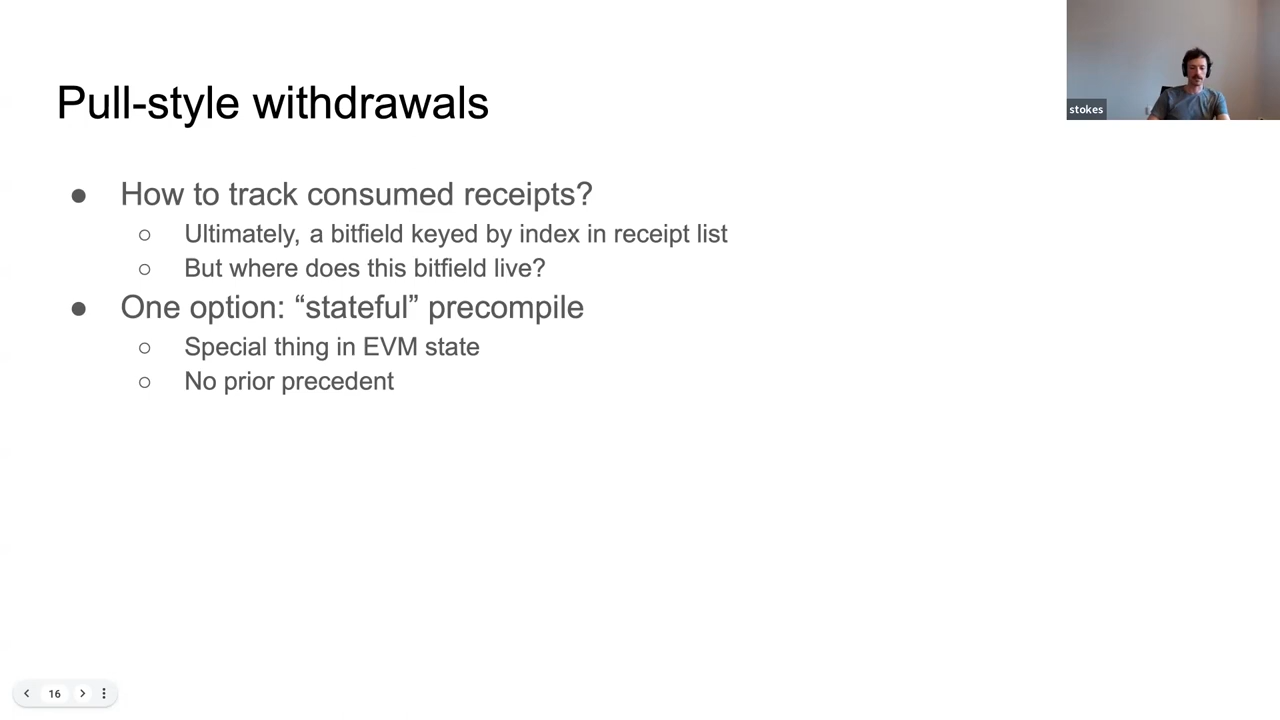 Pull-style withdrawals
● How to track consumed receipts?
○ Ultimately, a bitfield keyed by index in receipt list
○ But where does this bitfield live?
● One option: “stateful” precompile
○ Special thing in EVM state
○ No prior precedent
stokes
16